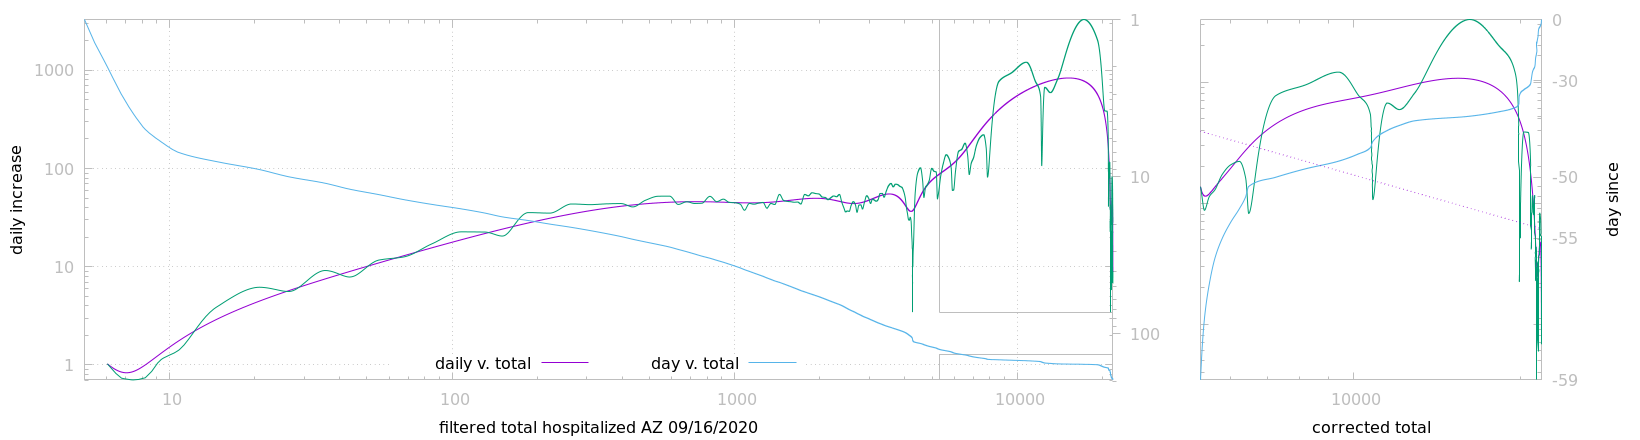 1
0
1000
-30
daily increase
100
10
-50
day since
10
-55
100
1
daily v. total
day v. total
-59
10
100
1000
10000
10000
filtered total hospitalized AZ 09/16/2020
corrected total